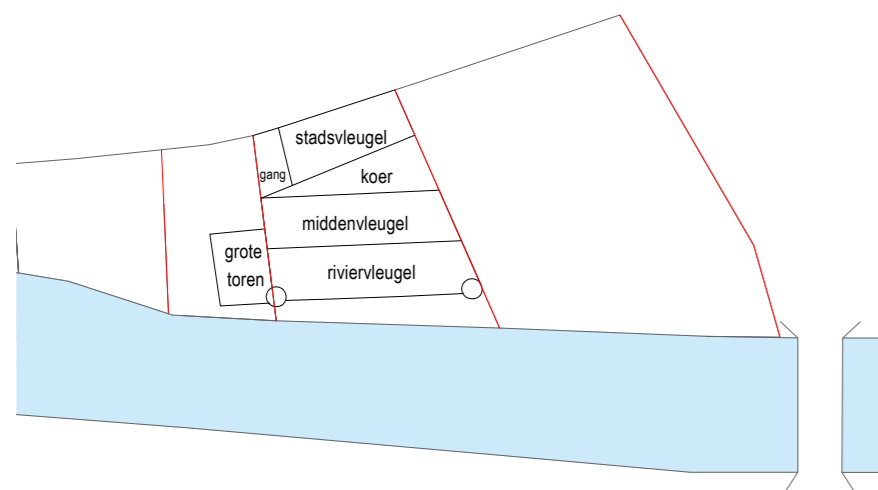 stadsvleugel
gang
koer
middenvleugel
grote
toren
riviervleugel